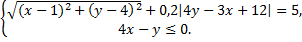 √((x − 1)² + (y − 4)²) + 0,2|4y − 3x + 12| = 5,
4x − y ≤ 0.